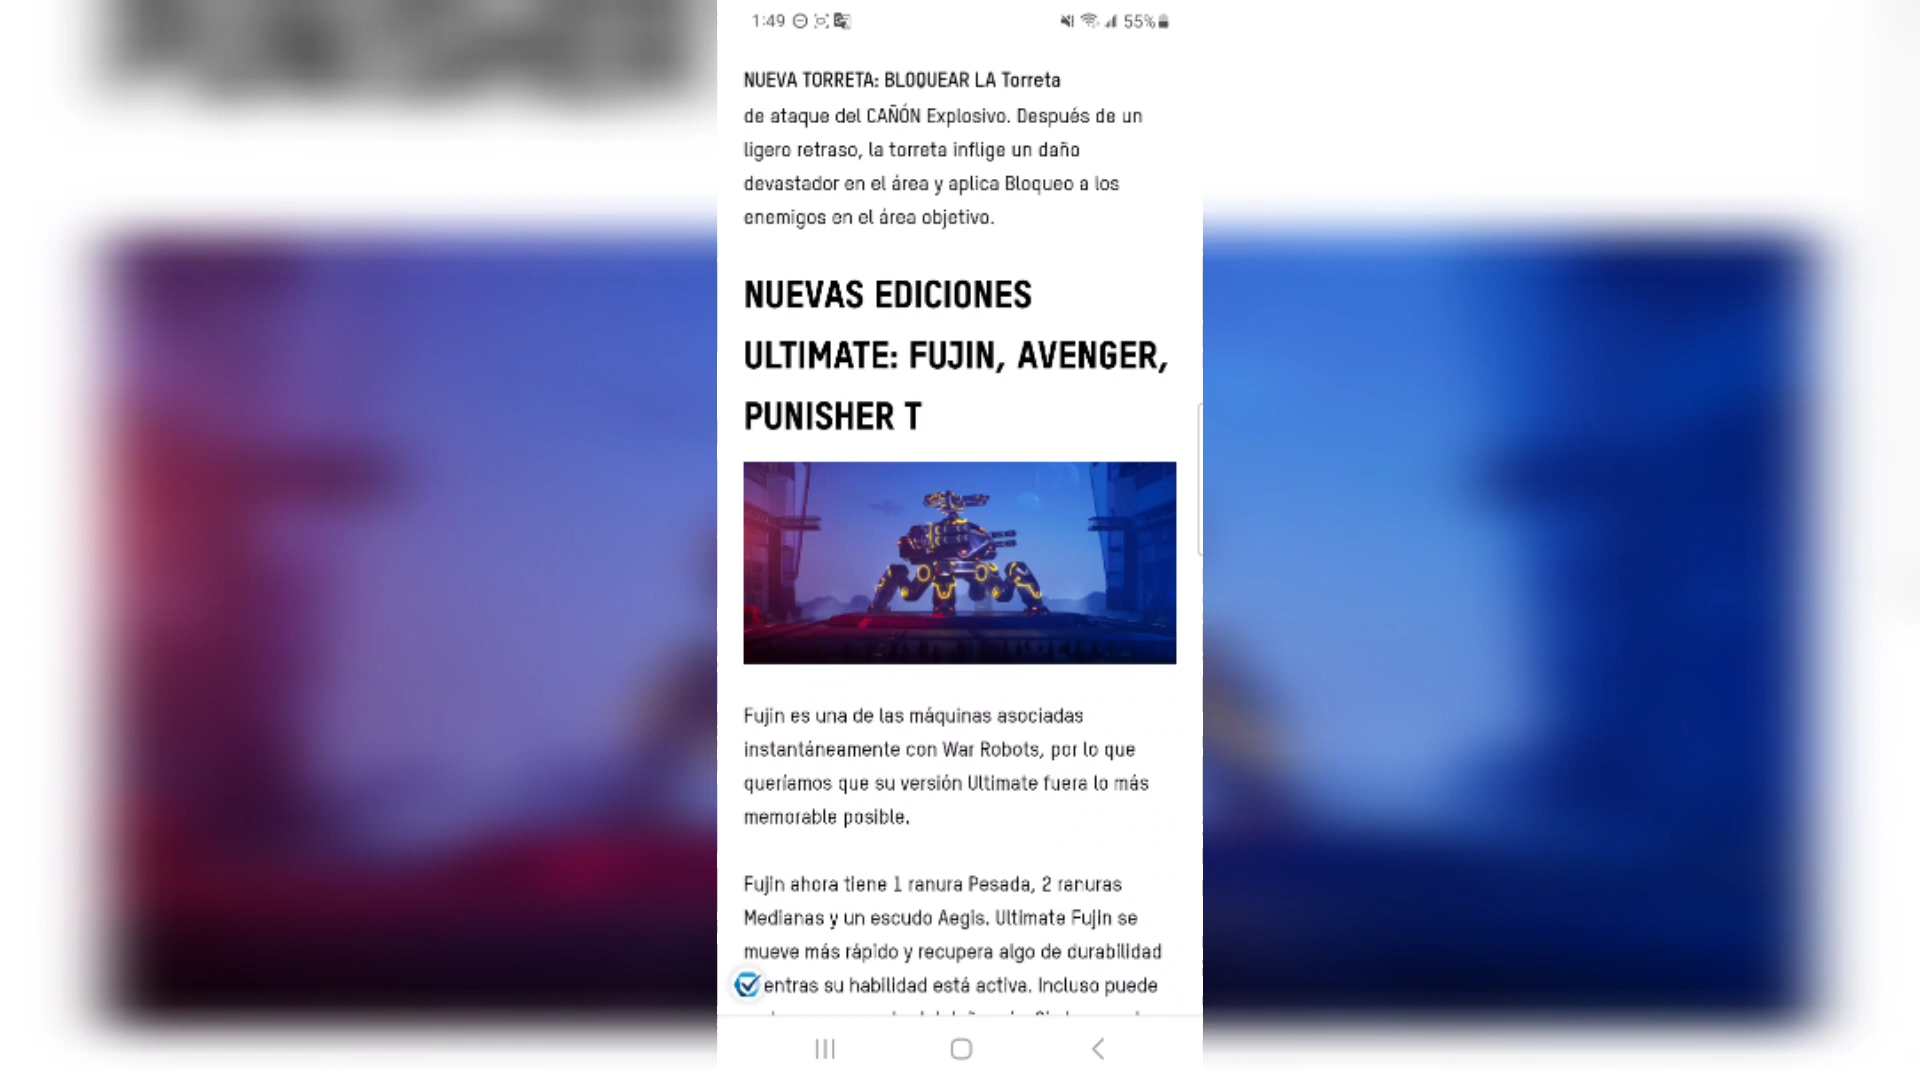 1:49
55%
NUEVA TORRETA: BLOQUEAR LA Torreta
de ataque del CAÑÓN Explosivo. Después de un
ligero retraso, la torreta inflige un daño
devastador en el área y aplica Bloqueo a los
enemigos en el área objetivo.
NUEVAS EDICIONES
ULTIMATE: FUJIN, AVENGER,
PUNISHER T
Fujin es una de las máquinas asociadas
instantáneamente con War Robots, por lo que
queríamos que su versión Ultimate fuera lo más
memorable posible.
Fujin ahora tiene 1 ranura Pesada, 2 ranuras
Medianas y un escudo Aegis. Ultimate Fujin se
mueve más rápido y recupera algo de durabilidad
entras su habilidad está activa. Incluso puede